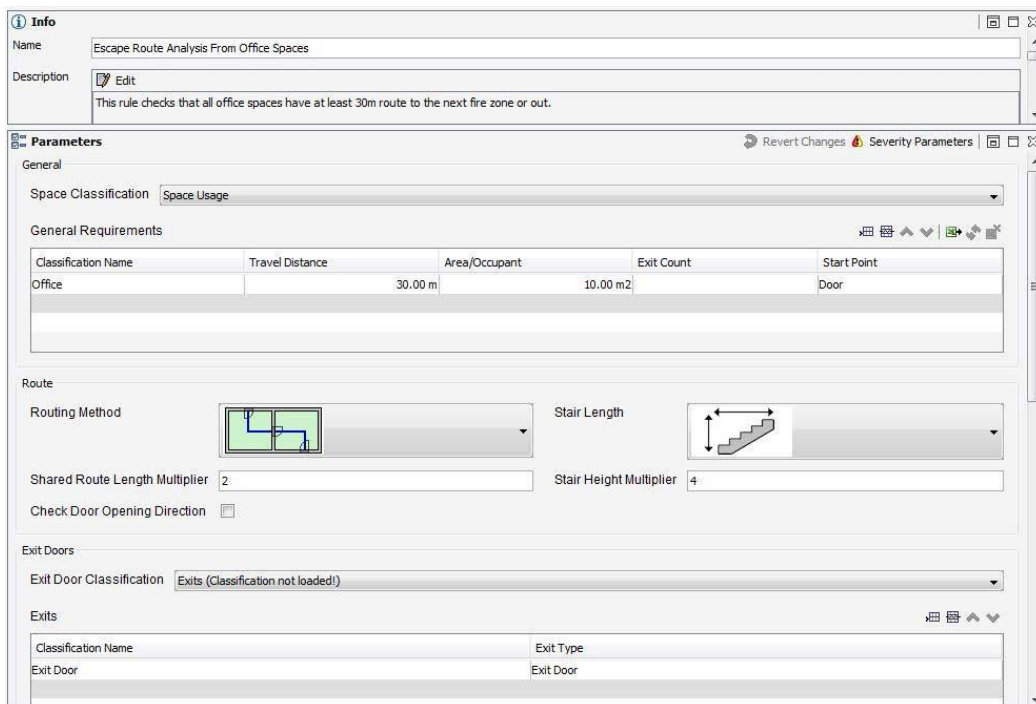 Info
Name
Escape Route Analysis From Office Spaces
Description
Edit
This rule checks that all office spaces have at least 30m route to the next fire zone or out.
Parameters
Revert Changes Severity Parameters
General
Space Classification Space Usage
General Requirements
Classification Name Travel Distance Area/Occupant Exit Count Start Point
Office 30.00 m 10.00 m2 Door
Route
Routing Method Stair Length
Shared Route Length Multiplier 2 Stair Height Multiplier 4
Check Door Opening Direction
Exit Doors
Exit Door Classification Exits (Classification not loaded!)
Exits
Classification Name Exit Type
Exit Door Exit Door